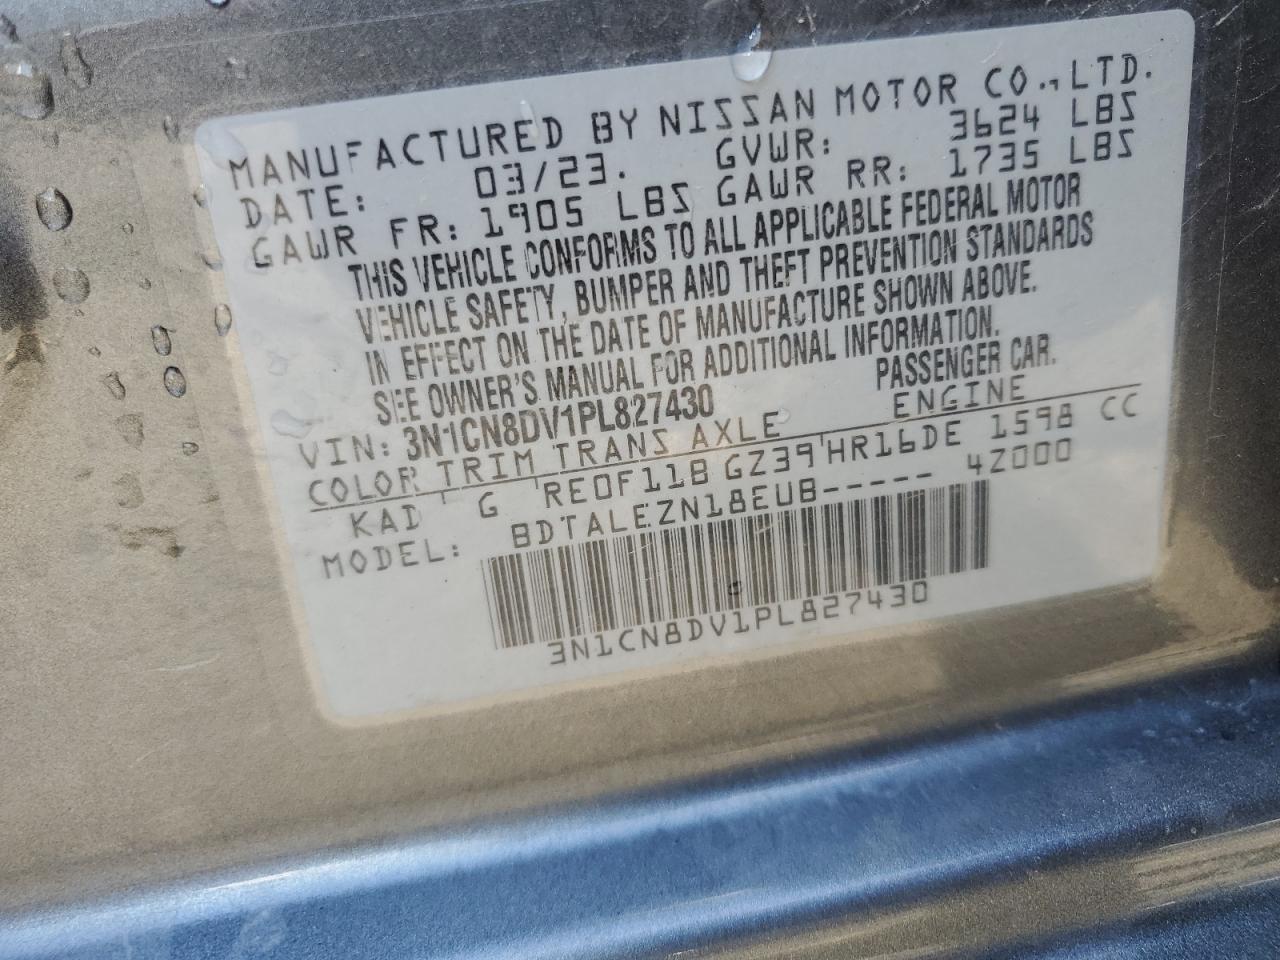 MANUFACTURED BY NISSAN MOTOR CO., LTD.
DATE: 03/23. GVWR: 3624 LBS
GAWR FR: 1905 LBS GAWR RR: 1735 LBS
THIS VEHICLE CONFORMS TO ALL APPLICABLE FEDERAL MOTOR
VEHICLE SAFETY, BUMPER AND THEFT PREVENTION STANDARDS
IN EFFECT ON THE DATE OF MANUFACTURE SHOWN ABOVE.
SEE OWNER'S MANUAL FOR ADDITIONAL INFORMATION.
VIN: 3N1CN8DV1PL827430 PASSENGER CAR.
COLOR TRIM TRANS AXLE ENGINE
KAD G RE0F11B GZ39 HR16DE 1598 CC
MODEL: BDTALEZN18EUB----- 4Z000
3N1CN8DV1PL827430